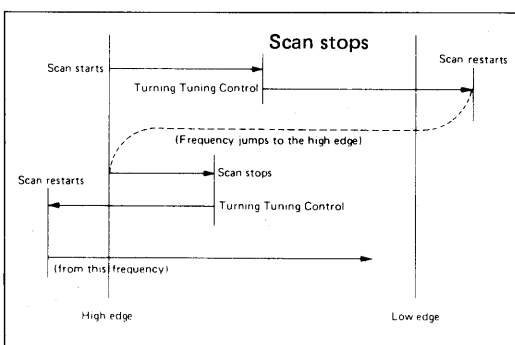 Scan stops
Scan restarts
Scan starts
Turning Tuning Control
(Frequency jumps to the high edge)
Scan stops
Scan restarts
Turning Tuning Control
(from this frequency)
High edge
Low edge